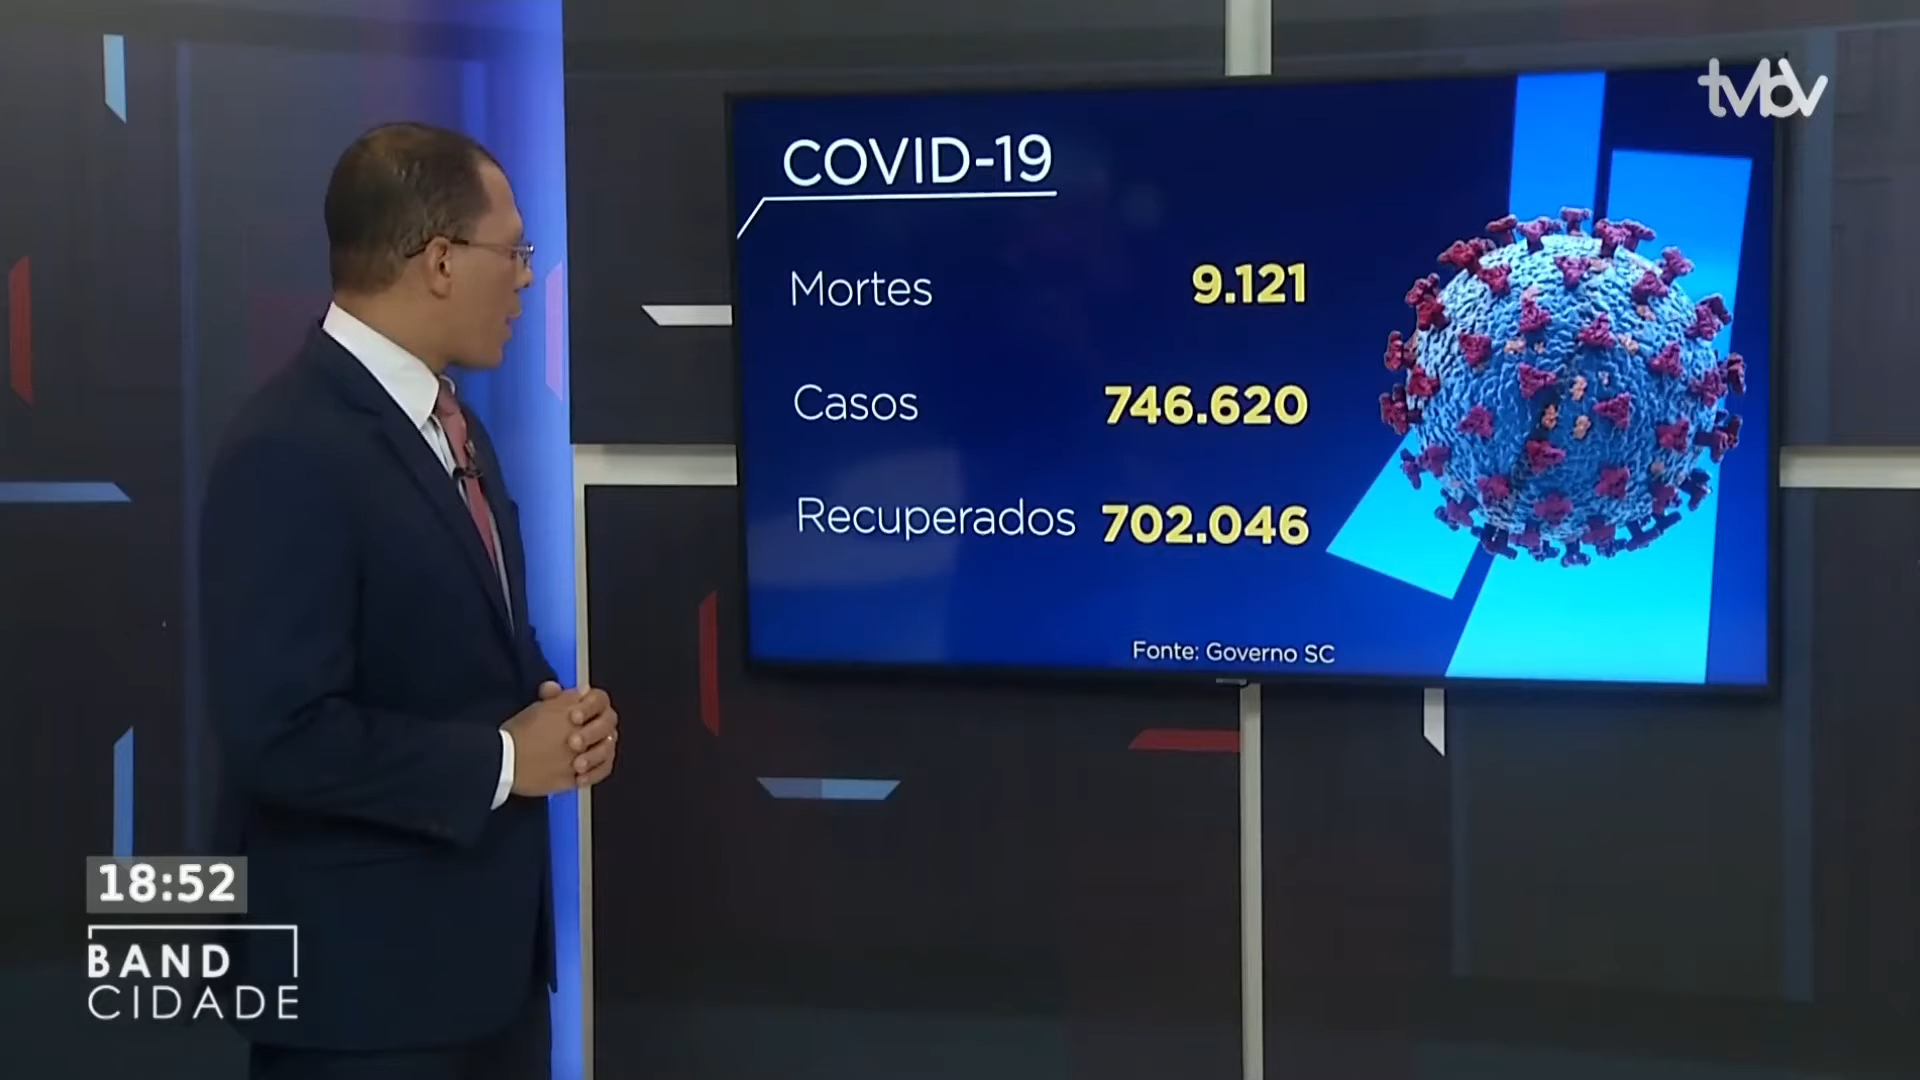 tvbv
COVID-19
Mortes 9.121
Casos 746.620
Recuperados 702.046
Fonte: Governo SC
18:52
BAND
CIDADE